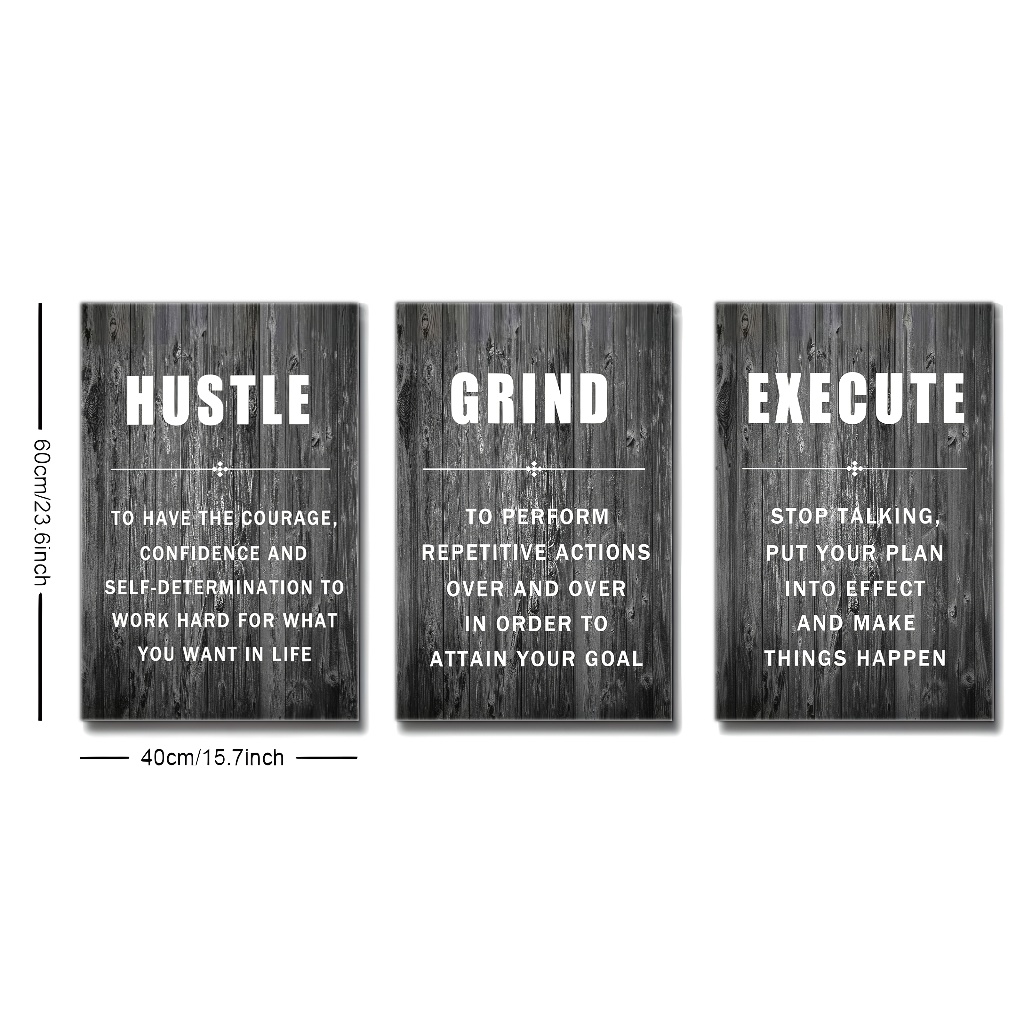 HUSTLE
TO HAVE THE COURAGE,
CONFIDENCE AND
SELF-DETERMINATION TO
WORK HARD FOR WHAT
YOU WANT IN LIFE
GRIND
TO PERFORM
REPETITIVE ACTIONS
OVER AND OVER
IN ORDER TO
ATTAIN YOUR GOAL
EXECUTE
STOP TALKING,
PUT YOUR PLAN
INTO EFFECT
AND MAKE
THINGS HAPPEN
60cm/23.6inch
40cm/15.7inch